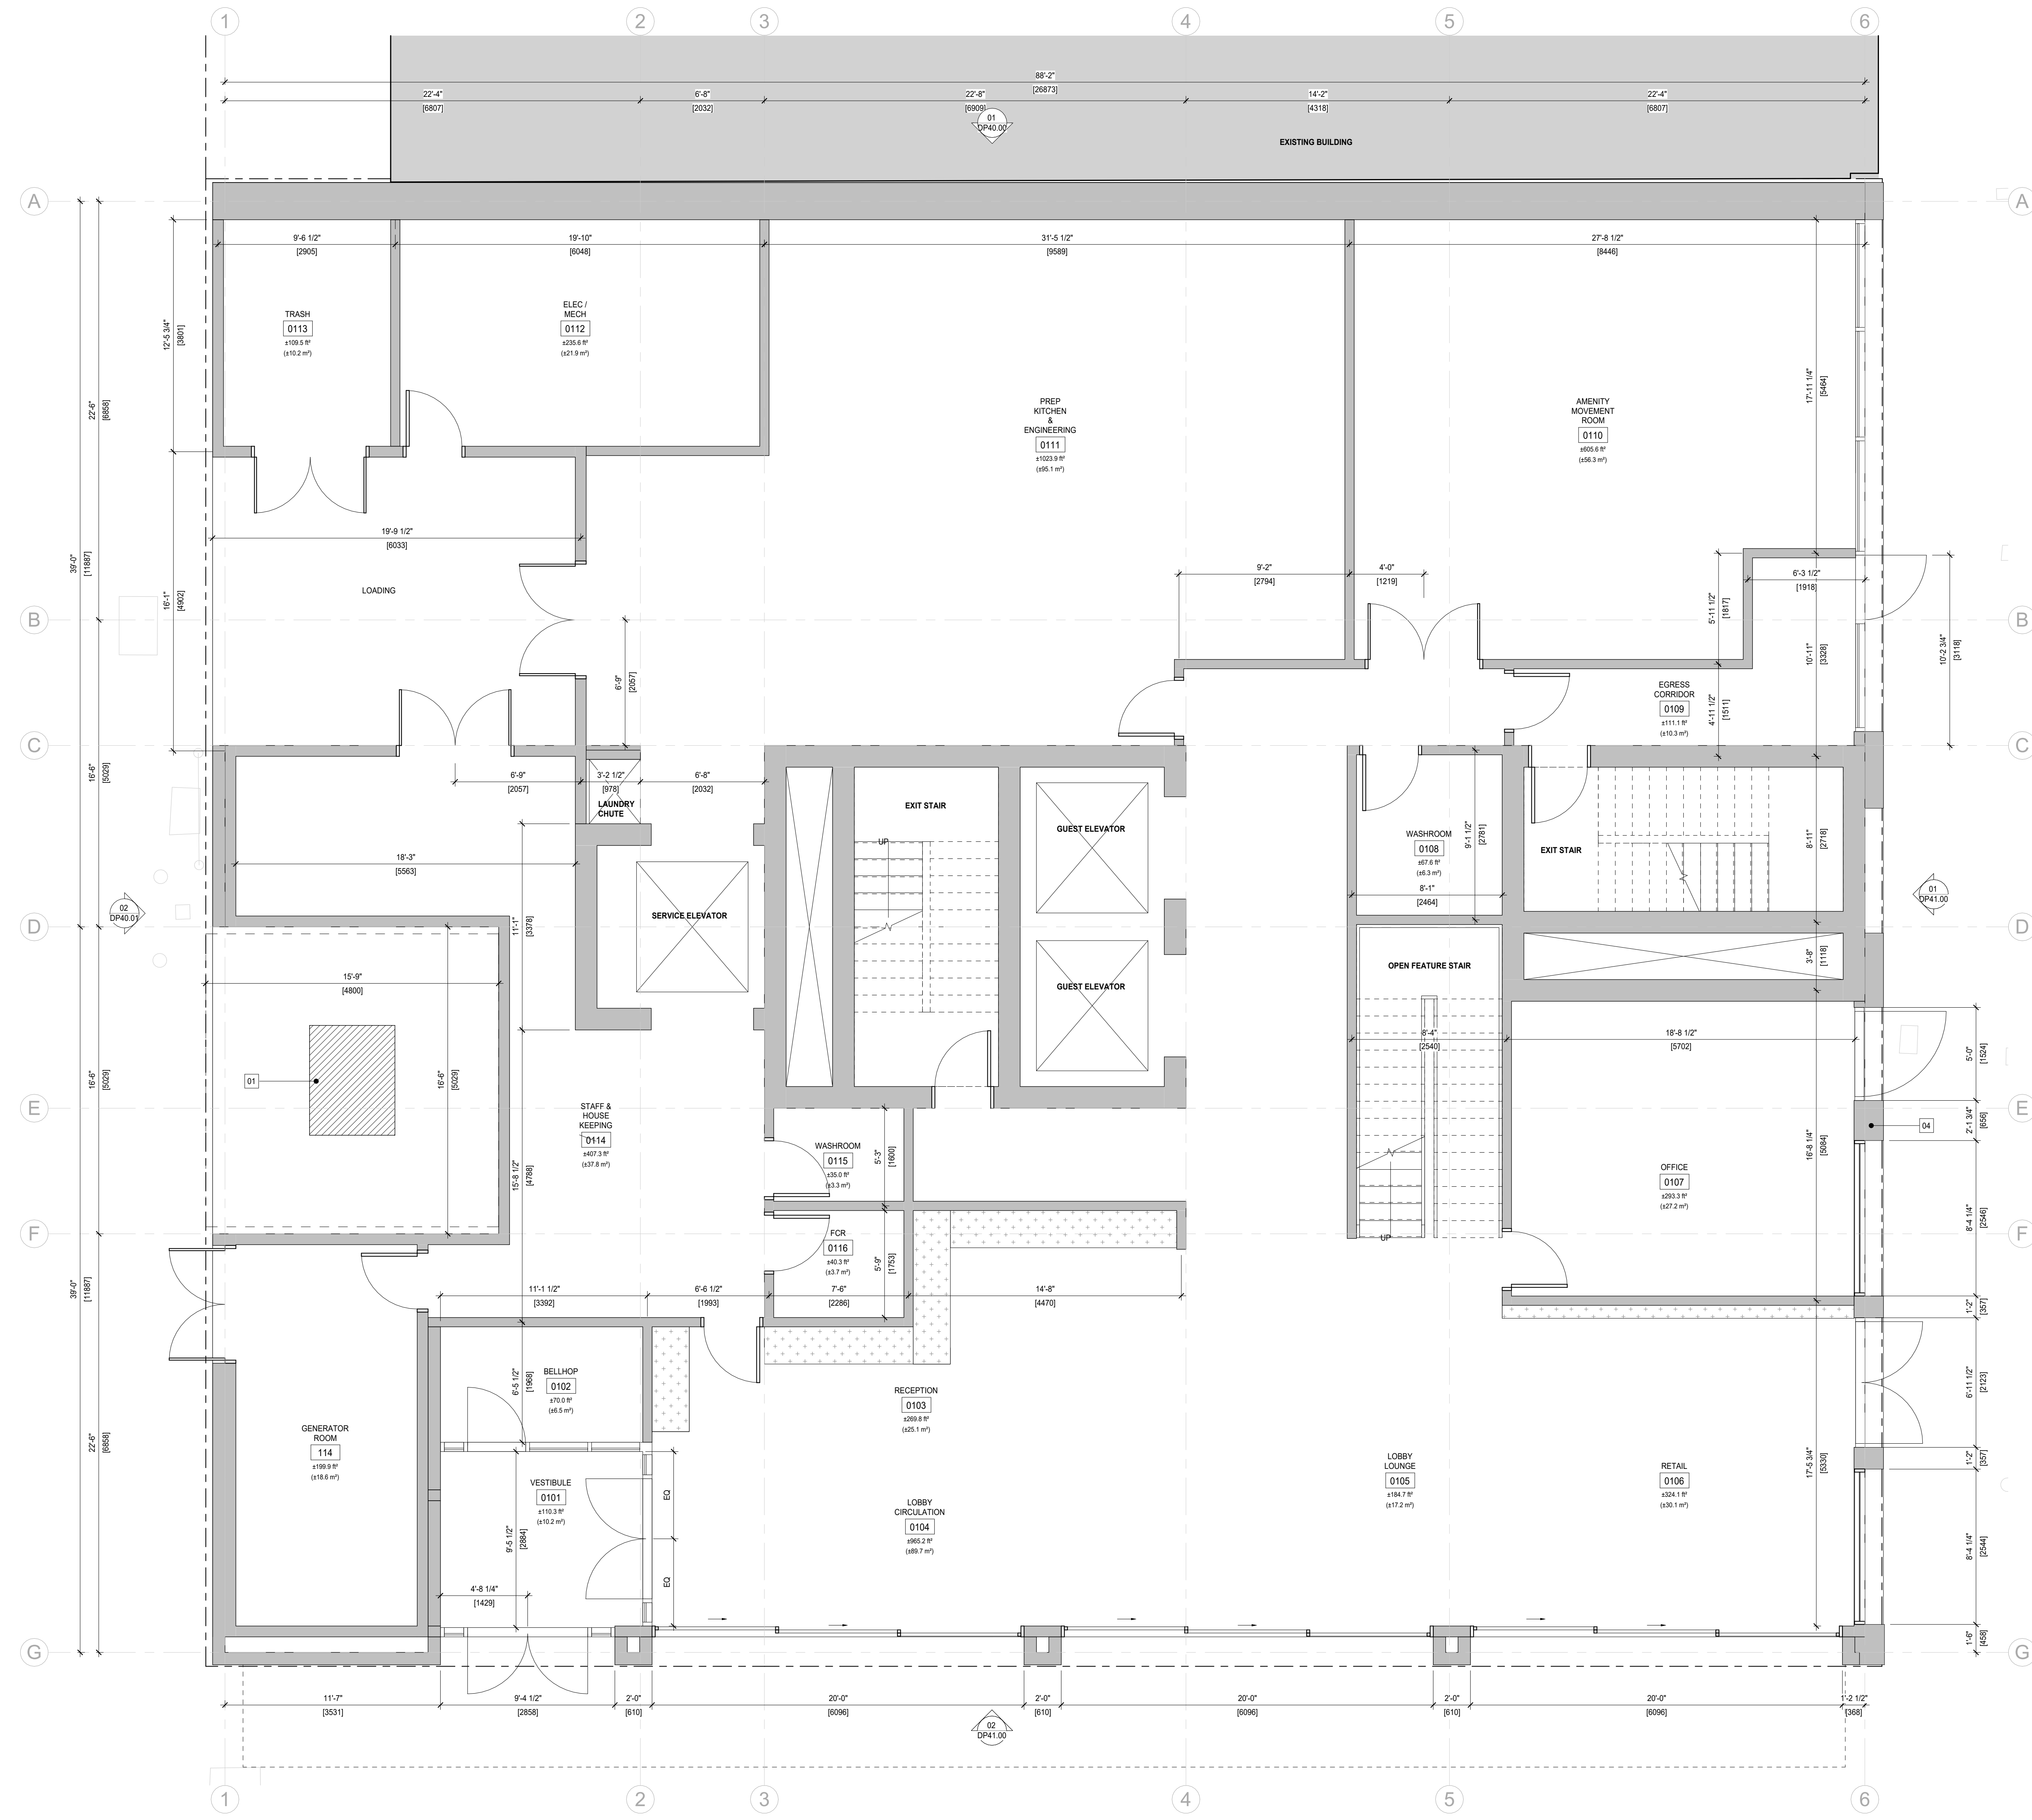 1
2
3
4
5
6
88'-2"
[26873]
22'-4"
[6807]
6'-8"
[2032]
22'-8"
[6909]
14'-2"
[4318]
22'-4"
[6807]
01
DP40.00
EXISTING BUILDING
A
A
9'-6 1/2"
[2905]
19'-10"
[6048]
31'-5 1/2"
[9589]
27'-8 1/2"
[8446]
12'-5 3/4"
[3801]
TRASH
0113
±109.5 ft²
(±10.2 m²)
ELEC /
MECH
0112
±235.6 ft²
(±21.9 m²)
PREP
KITCHEN
&
ENGINEERING
0111
±1023.9 ft²
(±95.1 m²)
AMENITY
MOVEMENT
ROOM
0110
±605.6 ft²
(±56.3 m²)
17'-11 1/4"
[5464]
22'-6"
[6858]
39'-0"
[11887]
19'-9 1/2"
[6033]
LOADING
16'-1"
[4902]
9'-2"
[2794]
4'-0"
[1219]
6'-3 1/2"
[1918]
5'-11 1/2"
[1817]
B
B
6'-9"
[2057]
10'-11"
[3328]
10'-2 3/4"
[3118]
EGRESS
CORRIDOR
0109
±111.1 ft²
(±10.3 m²)
4'-11 1/2"
[1511]
C
C
16'-6"
[5029]
6'-9"
[2057]
3'-2 1/2"
[978]
6'-8"
[2032]
LAUNDRY
CHUTE
EXIT STAIR
UP
GUEST ELEVATOR
WASHROOM
0108
±67.6 ft²
(±6.3 m²)
9'-1 1/2"
[2781]
8'-1"
[2464]
EXIT STAIR
8'-11"
[2718]
18'-3"
[5563]
02
DP40.01
01
DP41.00
SERVICE ELEVATOR
11'-1"
[3378]
D
D
3'-8"
[1118]
OPEN FEATURE STAIR
15'-9"
[4800]
GUEST ELEVATOR
8'-4"
[2540]
18'-8 1/2"
[5702]
5'-0"
[1524]
16'-6"
[5029]
01
16'-6"
[5029]
E
E
STAFF &
HOUSE
KEEPING
0114
±407.3 ft²
(±37.8 m²)
15'-8 1/2"
[4788]
WASHROOM
0115
±35.0 ft²
(±3.3 m²)
5'-3"
[1600]
2'-1 3/4"
[656]
04
16'-8 1/4"
[5084]
OFFICE
0107
±293.3 ft²
(±27.2 m²)
8'-4 1/4"
[2546]
F
F
FCR
0116
±40.3 ft²
(±3.7 m²)
5'-9"
[1753]
UP
39'-0"
[11887]
11'-1 1/2"
[3392]
6'-6 1/2"
[1993]
7'-6"
[2286]
14'-8"
[4470]
1'-2"
[357]
BELLHOP
0102
±70.0 ft²
(±6.5 m²)
6'-5 1/2"
[1968]
RECEPTION
0103
±269.8 ft²
(±25.1 m²)
6'-11 1/2"
[2123]
22'-6"
[6858]
GENERATOR
ROOM
114
±199.9 ft²
(±18.6 m²)
VESTIBULE
0101
±110.3 ft²
(±10.2 m²)
EQ
LOBBY
LOUNGE
0105
±184.7 ft²
(±17.2 m²)
RETAIL
0106
±324.1 ft²
(±30.1 m²)
17'-5 3/4"
[5330]
1'-2"
[357]
LOBBY
CIRCULATION
0104
±965.2 ft²
(±89.7 m²)
9'-5 1/2"
[2884]
EQ
8'-4 1/4"
[2544]
4'-8 1/4"
[1429]
1'-6"
[458]
G
G
11'-7"
[3531]
9'-4 1/2"
[2858]
2'-0"
[610]
20'-0"
[6096]
2'-0"
[610]
20'-0"
[6096]
2'-0"
[610]
20'-0"
[6096]
1'-2 1/2"
[368]
02
DP41.00
1
2
3
4
5
6